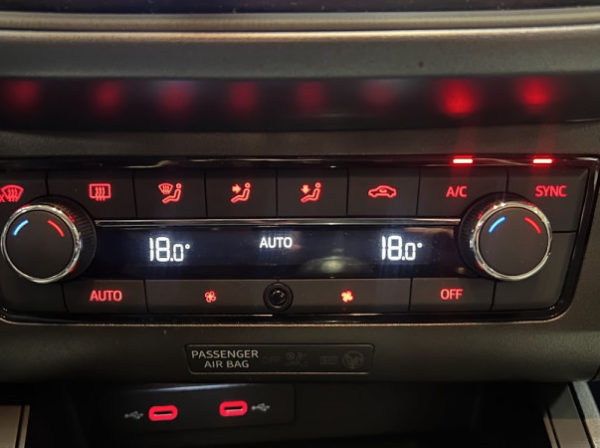 A/C SYNC
18.0° AUTO 18.0°
AUTO OFF
PASSENGER
AIR BAG